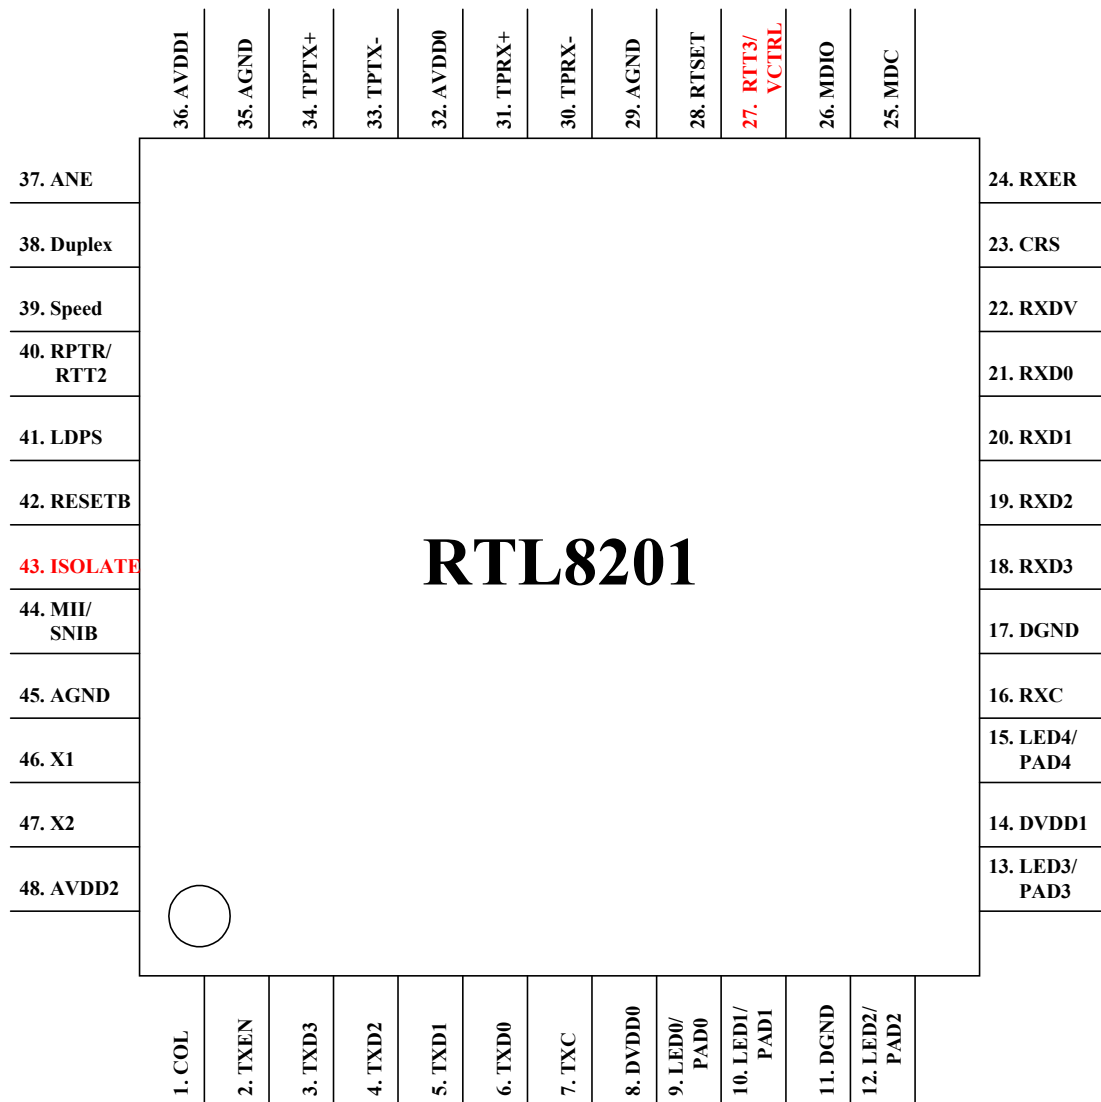 36. AVDD1
35. AGND
34. TPTX+
33. TPTX-
32. AVDD0
31. TPRX+
30. TPRX-
29. AGND
28. RTSET
27. RTT3/
VCTRL
26. MDIO
25. MDC
37. ANE
38. Duplex
39. Speed
40. RPTR/
RTT2
41. LDPS
42. RESETB
43. ISOLATE
44. MII/
SNIB
45. AGND
46. X1
47. X2
48. AVDD2
RTL8201
24. RXER
23. CRS
22. RXDV
21. RXD0
20. RXD1
19. RXD2
18. RXD3
17. DGND
16. RXC
15. LED4/
PAD4
14. DVDD1
13. LED3/
PAD3
1. COL
2. TXEN
3. TXD3
4. TXD2
5. TXD1
6. TXD0
7. TXC
8. DVDD0
9. LED0/
PAD0
10. LED1/
PAD1
11. DGND
12. LED2/
PAD2